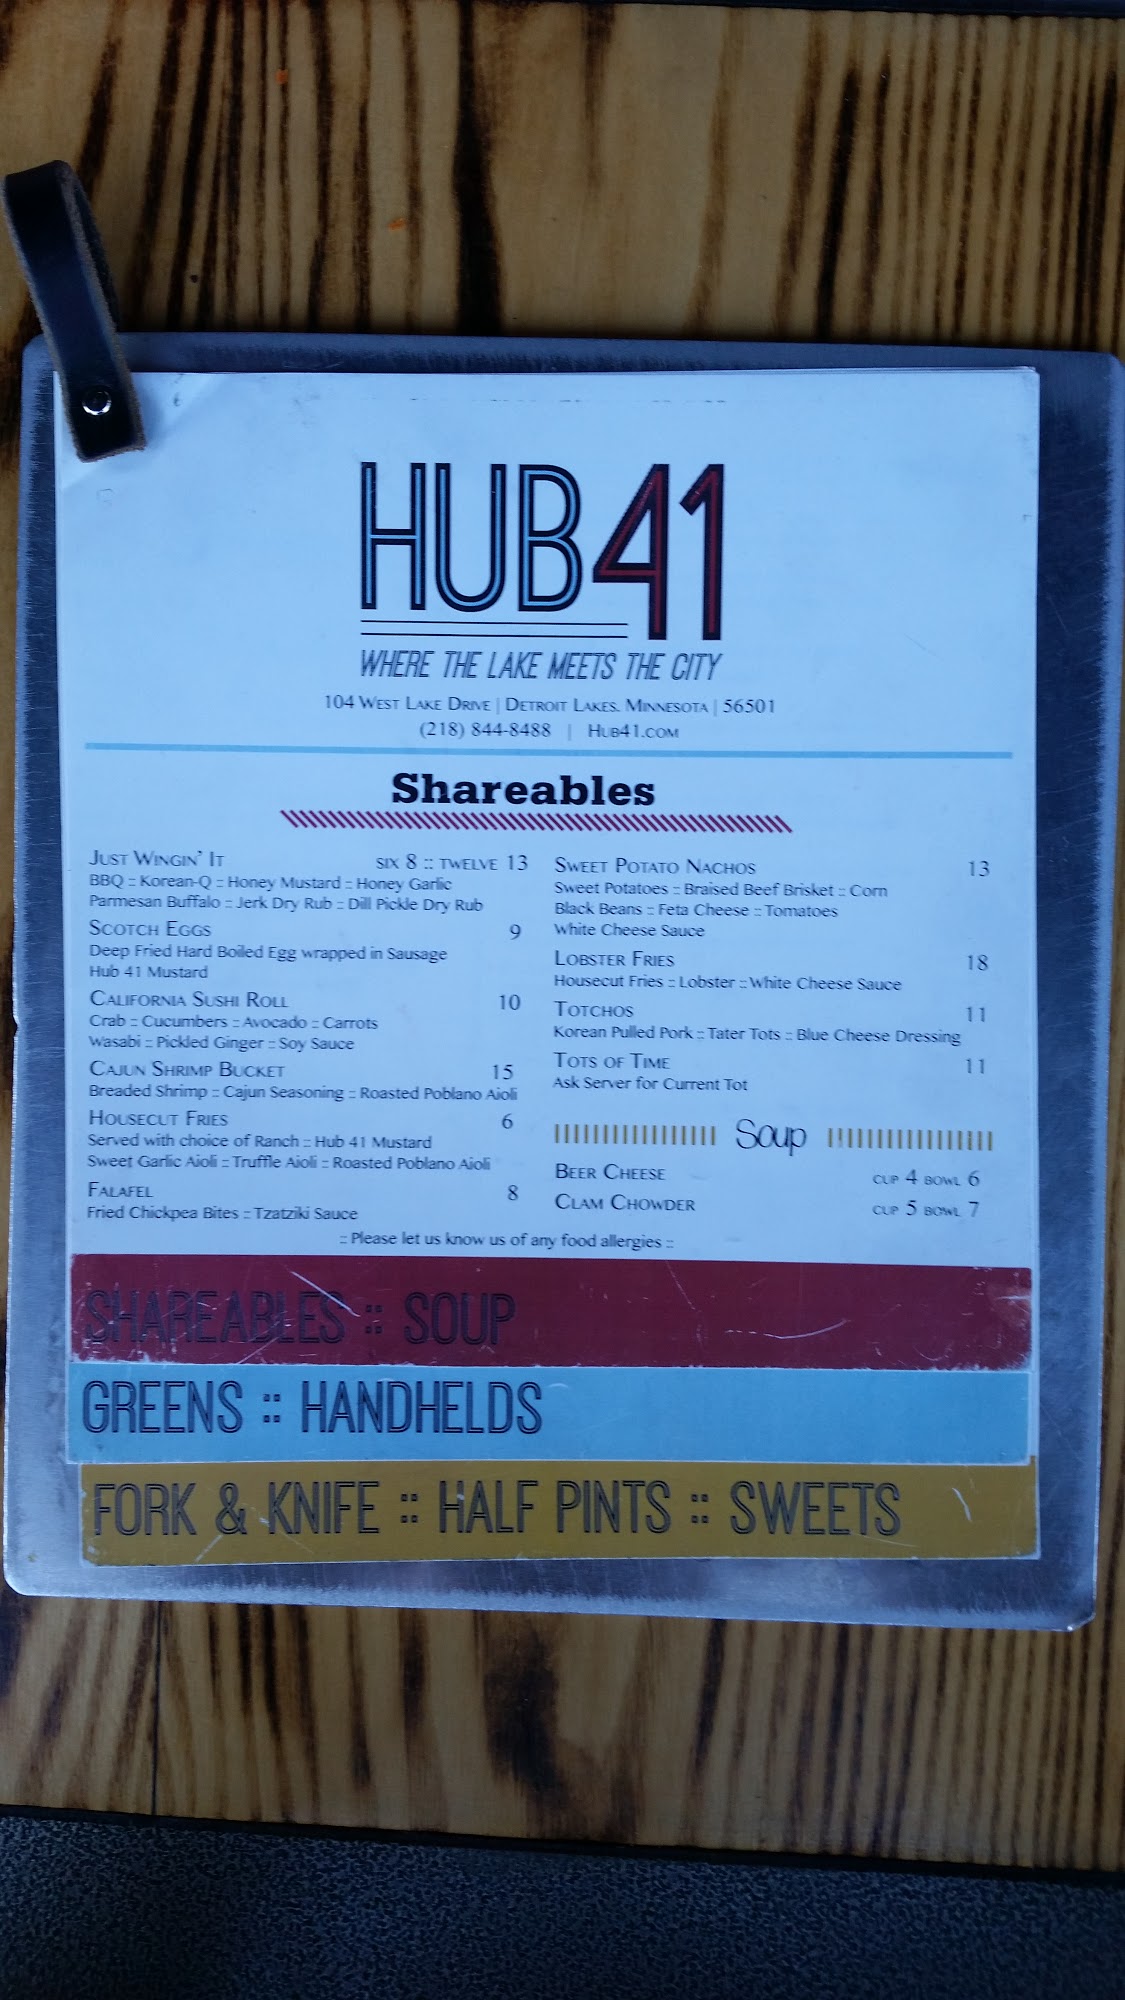 HUB 41
WHERE THE LAKE MEETS THE CITY
104 West Lake Drive | Detroit Lakes, Minnesota | 56501
(218) 844-8488 | Hub41.com
Shareables
Just Wingin' It six 8 :: twelve 13
BBQ :: Korean-Q :: Honey Mustard :: Honey Garlic
Parmesan Buffalo :: Jerk Dry Rub :: Dill Pickle Dry Rub
Scotch Eggs 9
Deep Fried Hard Boiled Egg wrapped in Sausage
Hub 41 Mustard
California Sushi Roll 10
Crab :: Cucumbers :: Avocado :: Carrots
Wasabi :: Pickled Ginger :: Soy Sauce
Cajun Shrimp Bucket 15
Breaded Shrimp :: Cajun Seasoning :: Roasted Poblano Aioli
Housecut Fries 6
Served with choice of Ranch :: Hub 41 Mustard
Sweet Garlic Aioli :: Truffle Aioli :: Roasted Poblano Aioli
Falafel 8
Fried Chickpea Bites :: Tzatziki Sauce
Sweet Potato Nachos 13
Sweet Potatoes :: Braised Beef Brisket :: Corn
Black Beans :: Feta Cheese :: Tomatoes
White Cheese Sauce
Lobster Fries 18
Housecut Fries :: Lobster :: White Cheese Sauce
Totchos 11
Korean Pulled Pork :: Tater Tots :: Blue Cheese Dressing
Tots of Time 11
Ask Server for Current Tot
Soup
Beer Cheese cup 4 bowl 6
Clam Chowder cup 5 bowl 7
:: Please let us know us of any food allergies ::
SHAREABLES :: SOUP
GREENS :: HANDHELDS
FORK & KNIFE :: HALF PINTS :: SWEETS